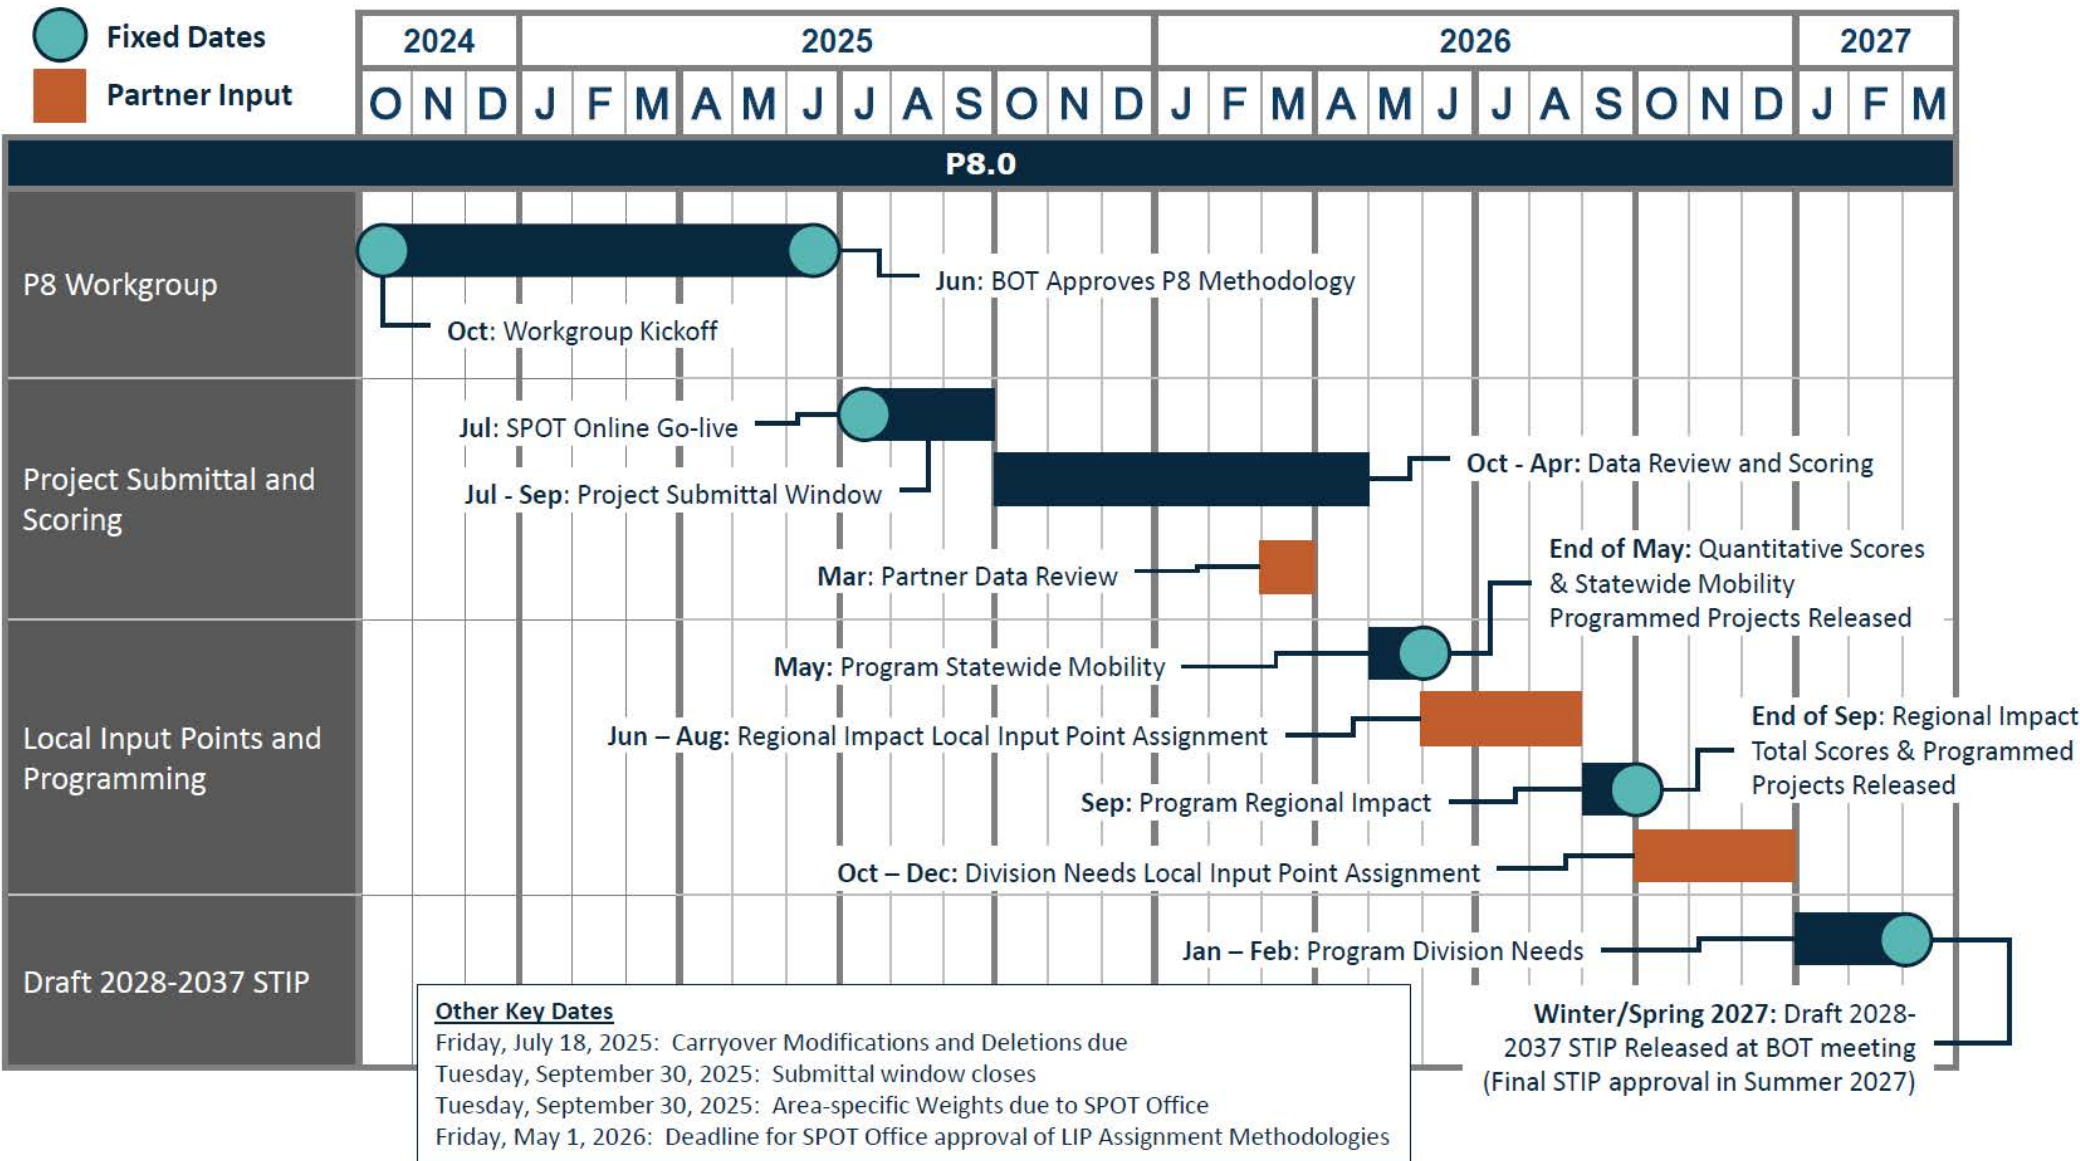 Fixed Dates
Partner Input
2024 2025 2026 2027
O N D J F M A M J J A S O N D J F M A M J J A S O N D J F M
P8.0
P8 Workgroup
Jun: BOT Approves P8 Methodology
Oct: Workgroup Kickoff
Project Submittal and
Scoring
Jul: SPOT Online Go-live
Jul - Sep: Project Submittal Window
Oct - Apr: Data Review and Scoring
Mar: Partner Data Review
End of May: Quantitative Scores
& Statewide Mobility
Programmed Projects Released
Local Input Points and
Programming
May: Program Statewide Mobility
Jun – Aug: Regional Impact Local Input Point Assignment
End of Sep: Regional Impact
Total Scores & Programmed
Projects Released
Sep: Program Regional Impact
Oct – Dec: Division Needs Local Input Point Assignment
Draft 2028-2037 STIP
Jan – Feb: Program Division Needs
Winter/Spring 2027: Draft 2028-
2037 STIP Released at BOT meeting
(Final STIP approval in Summer 2027)
Other Key Dates
Friday, July 18, 2025: Carryover Modifications and Deletions due
Tuesday, September 30, 2025: Submittal window closes
Tuesday, September 30, 2025: Area-specific Weights due to SPOT Office
Friday, May 1, 2026: Deadline for SPOT Office approval of LIP Assignment Methodologies